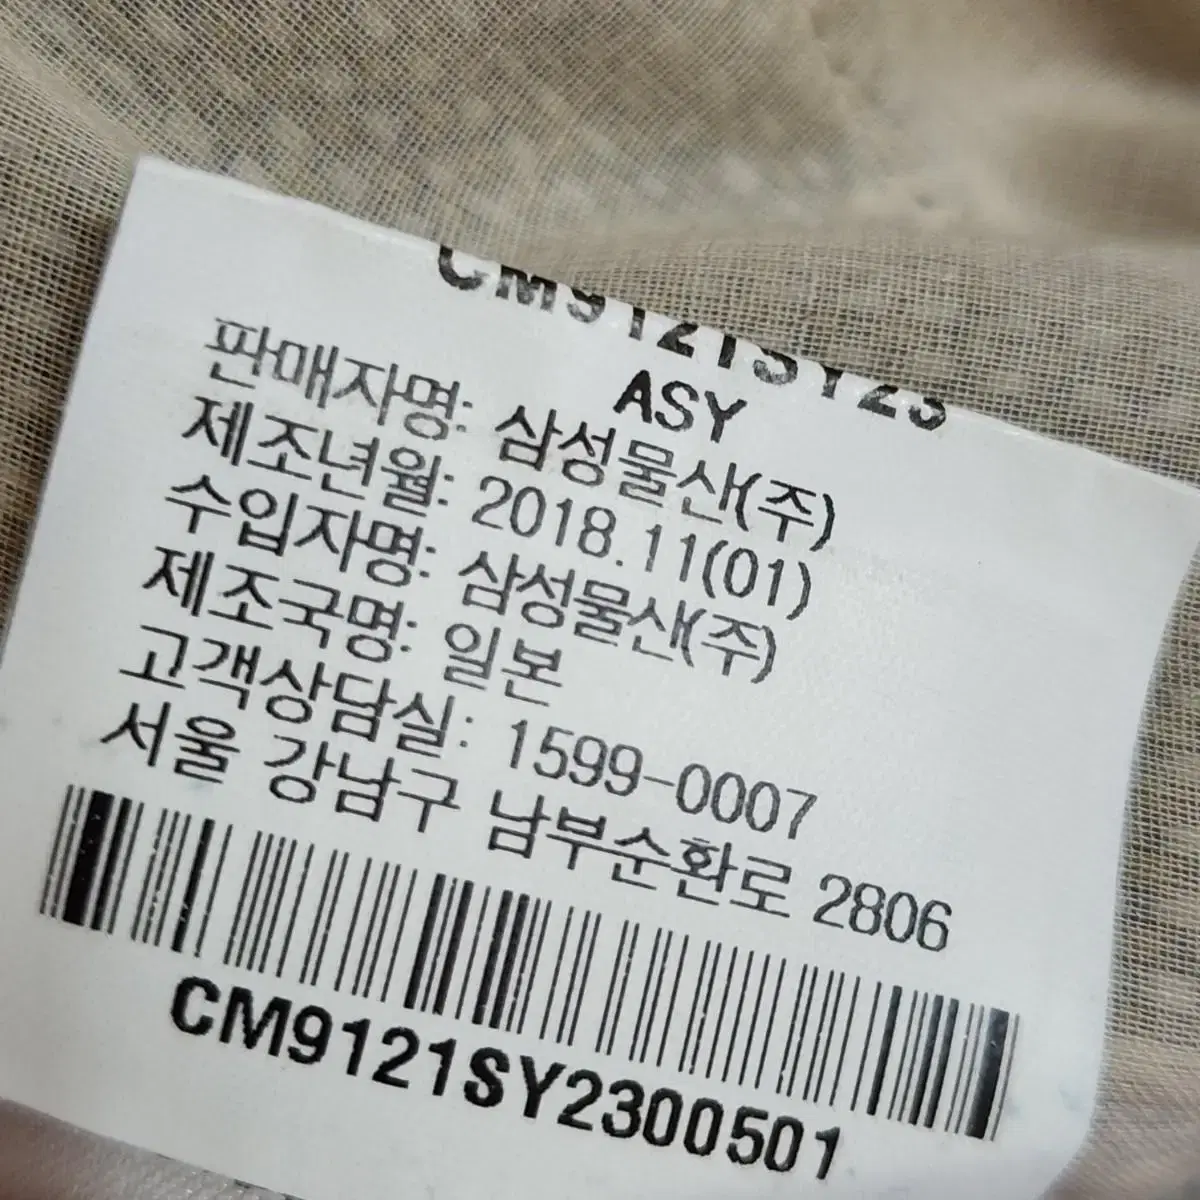 CM9121SY23
ASY
판매자명: 삼성물산(주)
제조년월: 2018.11(01)
수입자명: 삼성물산(주)
제조국명: 일본
고객상담실: 1599-0007
서울 강남구 남부순환로 2806
CM9121SY2300501